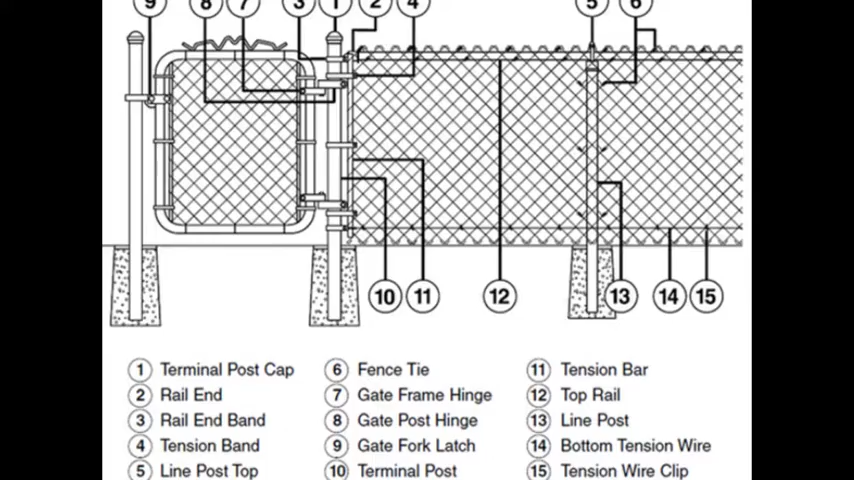 9 8 7 3 1 2 4 5 6
10 11 12 13 14 15
1 Terminal Post Cap
2 Rail End
3 Rail End Band
4 Tension Band
5 Line Post Top
6 Fence Tie
7 Gate Frame Hinge
8 Gate Post Hinge
9 Gate Fork Latch
10 Terminal Post
11 Tension Bar
12 Top Rail
13 Line Post
14 Bottom Tension Wire
15 Tension Wire Clip